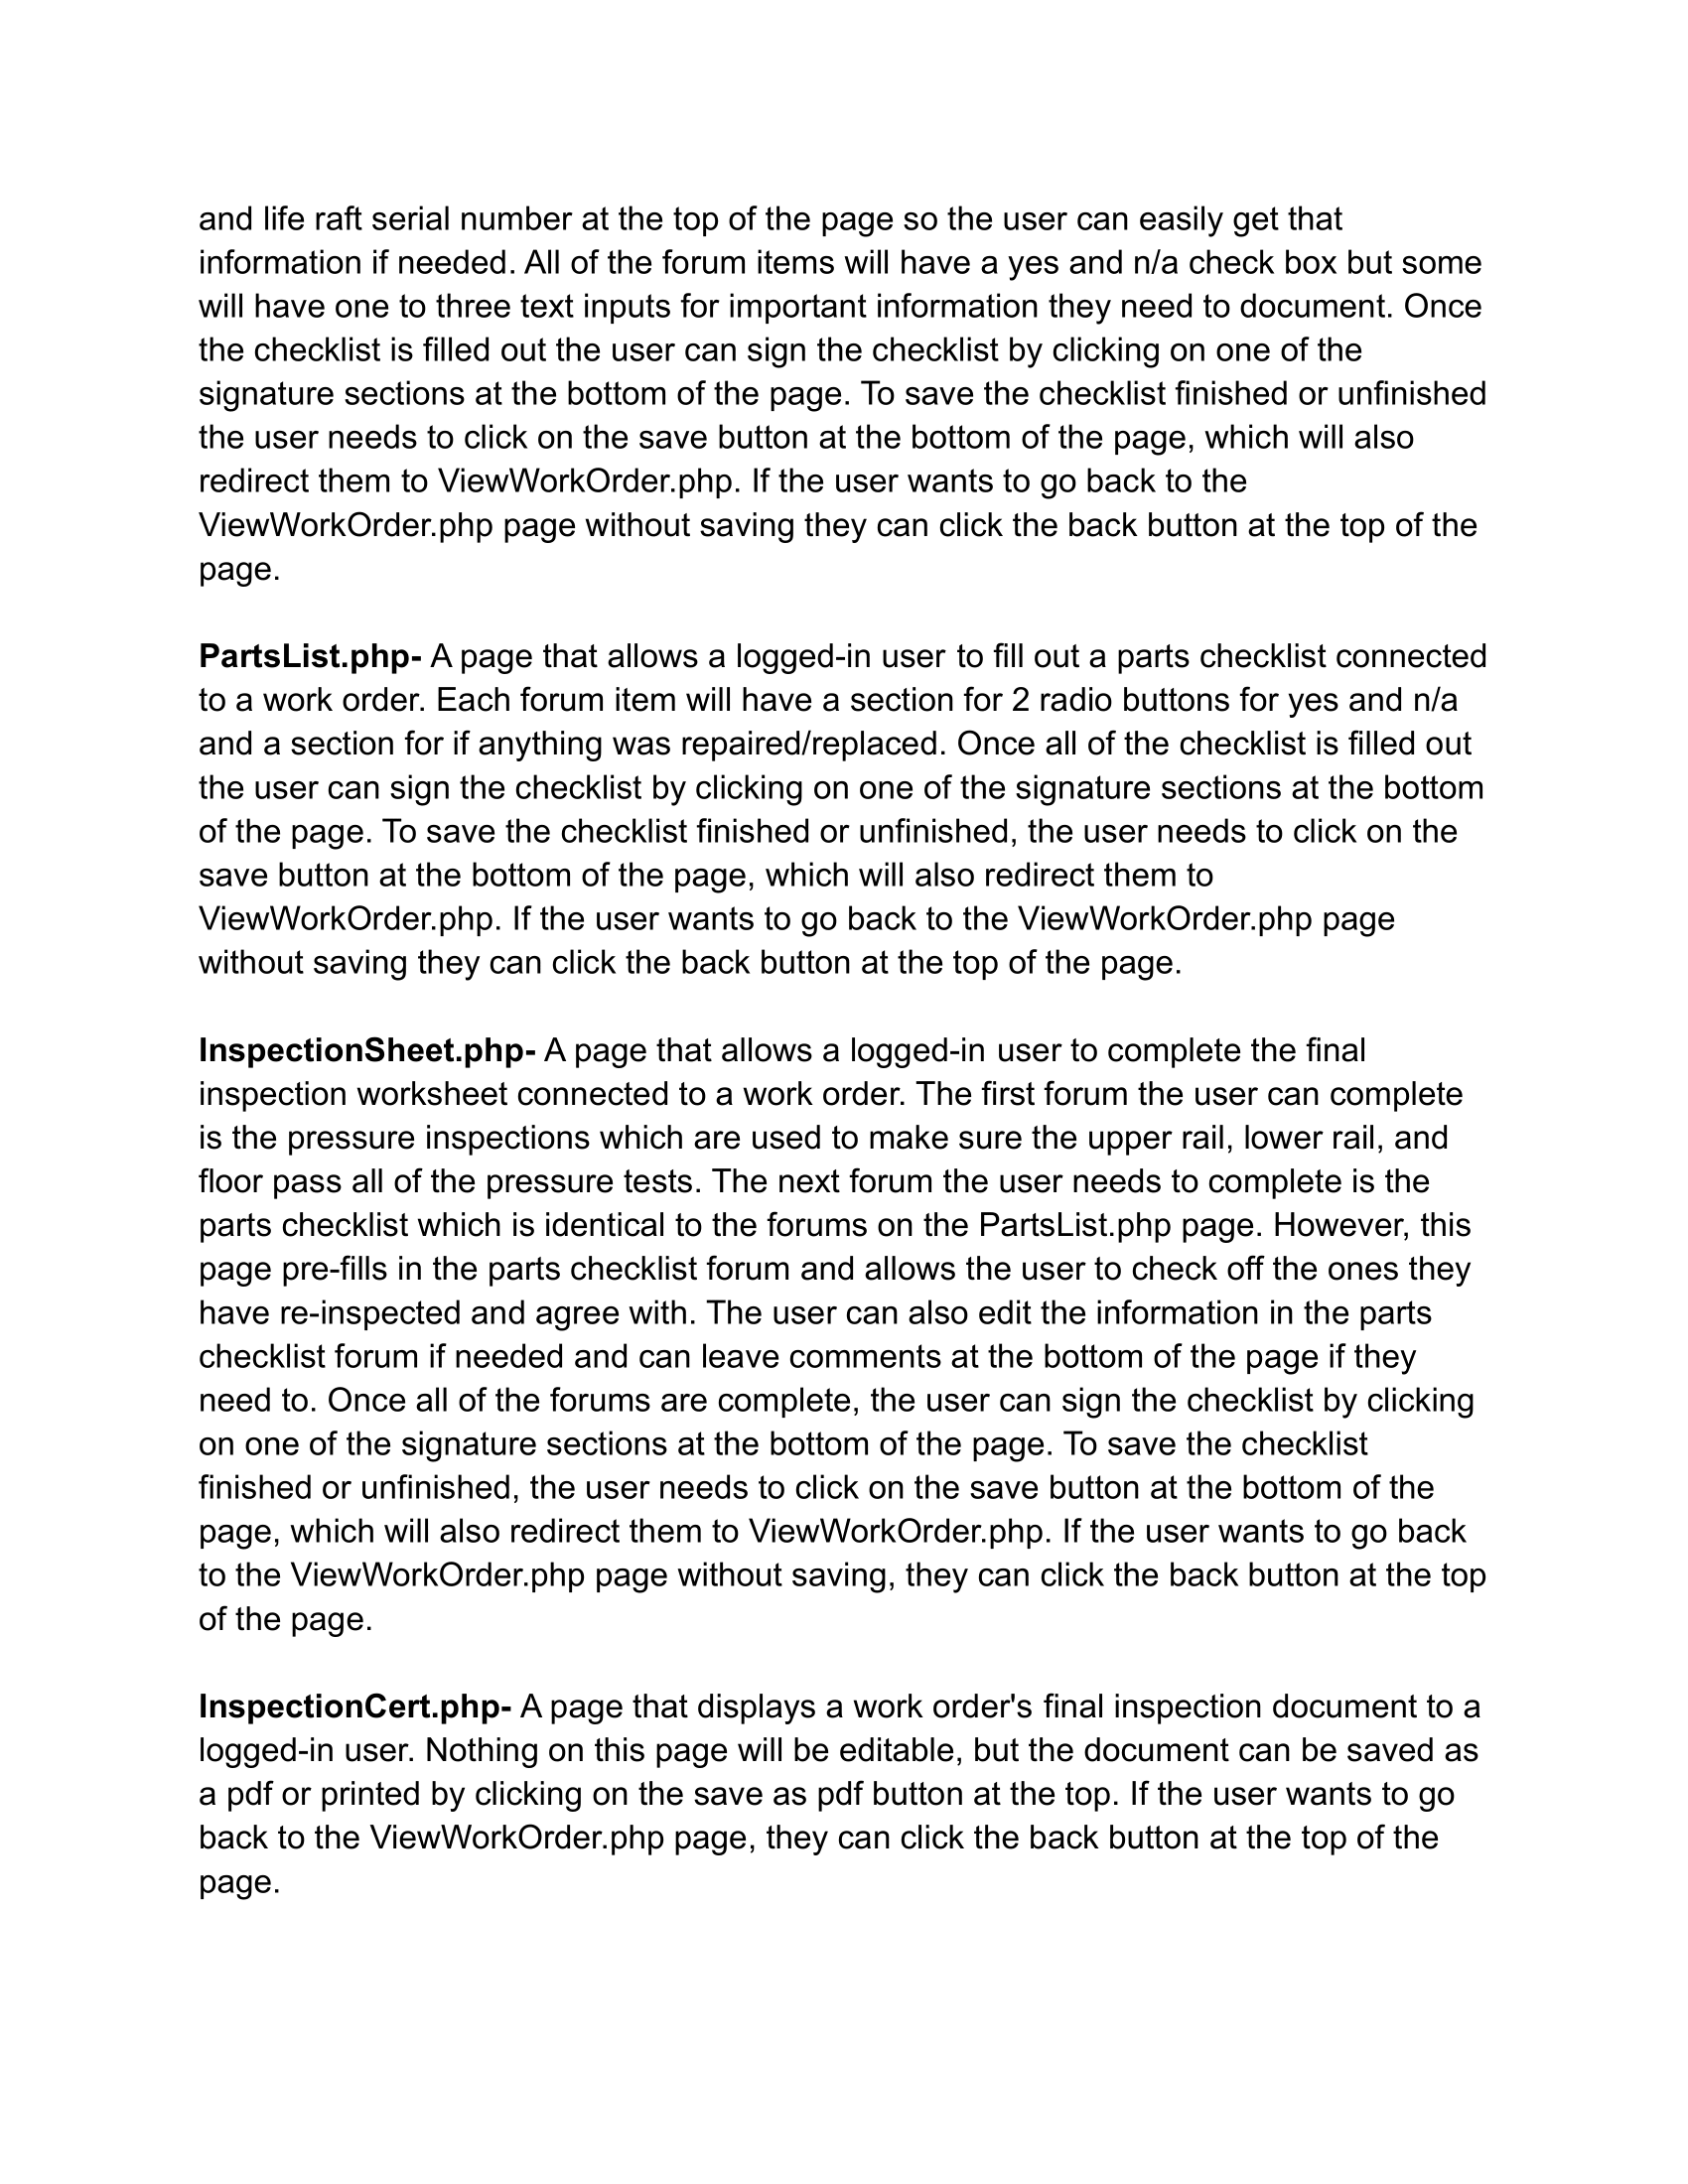 and life raft serial number at the top of the page so the user can easily get that
information if needed. All of the forum items will have a yes and n/a check box but some
will have one to three text inputs for important information they need to document. Once
the checklist is filled out the user can sign the checklist by clicking on one of the
signature sections at the bottom of the page. To save the checklist finished or unfinished
the user needs to click on the save button at the bottom of the page, which will also
redirect them to ViewWorkOrder.php. If the user wants to go back to the
ViewWorkOrder.php page without saving they can click the back button at the top of the
page.
PartsList.php- A page that allows a logged-in user to fill out a parts checklist connected
to a work order. Each forum item will have a section for 2 radio buttons for yes and n/a
and a section for if anything was repaired/replaced. Once all of the checklist is filled out
the user can sign the checklist by clicking on one of the signature sections at the bottom
of the page. To save the checklist finished or unfinished, the user needs to click on the
save button at the bottom of the page, which will also redirect them to
ViewWorkOrder.php. If the user wants to go back to the ViewWorkOrder.php page
without saving they can click the back button at the top of the page.
InspectionSheet.php- A page that allows a logged-in user to complete the final
inspection worksheet connected to a work order. The first forum the user can complete
is the pressure inspections which are used to make sure the upper rail, lower rail, and
floor pass all of the pressure tests. The next forum the user needs to complete is the
parts checklist which is identical to the forums on the PartsList.php page. However, this
page pre-fills in the parts checklist forum and allows the user to check off the ones they
have re-inspected and agree with. The user can also edit the information in the parts
checklist forum if needed and can leave comments at the bottom of the page if they
need to. Once all of the forums are complete, the user can sign the checklist by clicking
on one of the signature sections at the bottom of the page. To save the checklist
finished or unfinished, the user needs to click on the save button at the bottom of the
page, which will also redirect them to ViewWorkOrder.php. If the user wants to go back
to the ViewWorkOrder.php page without saving, they can click the back button at the top
of the page.
InspectionCert.php- A page that displays a work order's final inspection document to a
logged-in user. Nothing on this page will be editable, but the document can be saved as
a pdf or printed by clicking on the save as pdf button at the top. If the user wants to go
back to the ViewWorkOrder.php page, they can click the back button at the top of the
page.